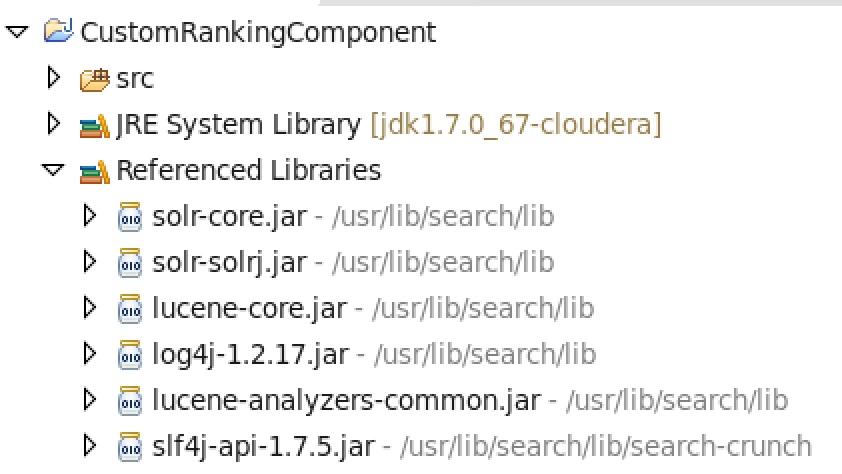 CustomRankingComponent
src
JRE System Library [jdk1.7.0_67-cloudera]
Referenced Libraries
solr-core.jar - /usr/lib/search/lib
solr-solrj.jar - /usr/lib/search/lib
lucene-core.jar - /usr/lib/search/lib
log4j-1.2.17.jar - /usr/lib/search/lib
lucene-analyzers-common.jar - /usr/lib/search/lib
slf4j-api-1.7.5.jar - /usr/lib/search/lib/search-crunch